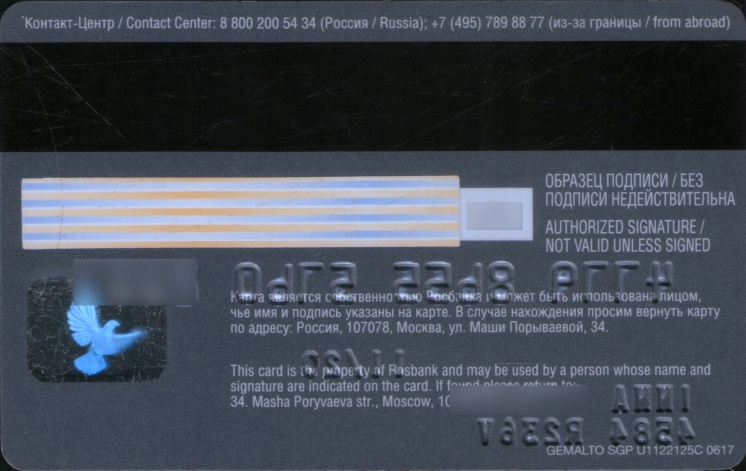 Контакт-Центр / Contact Center: 8 800 200 54 34 (Россия / Russia); +7 (495) 789 88 77 (из-за границы / from abroad)
ОБРАЗЕЦ ПОДПИСИ / БЕЗ
ПОДПИСИ НЕДЕЙСТВИТЕЛЬНА
AUTHORIZED SIGNATURE /
NOT VALID UNLESS SIGNED
Карта является собственностью Росбанка и может быть использована лицом,
чьё имя и подпись указаны на карте. В случае нахождения просим вернуть карту
по адресу: Россия, 107078, Москва, ул. Маши Порываевой, 34.
This card is the property of Rosbank and may be used by a person whose name and
signature are indicated on the card. If found please return to:
34. Masha Poryvaeva str., Moscow, 10
GEMALTO SGP U1122125C 0617